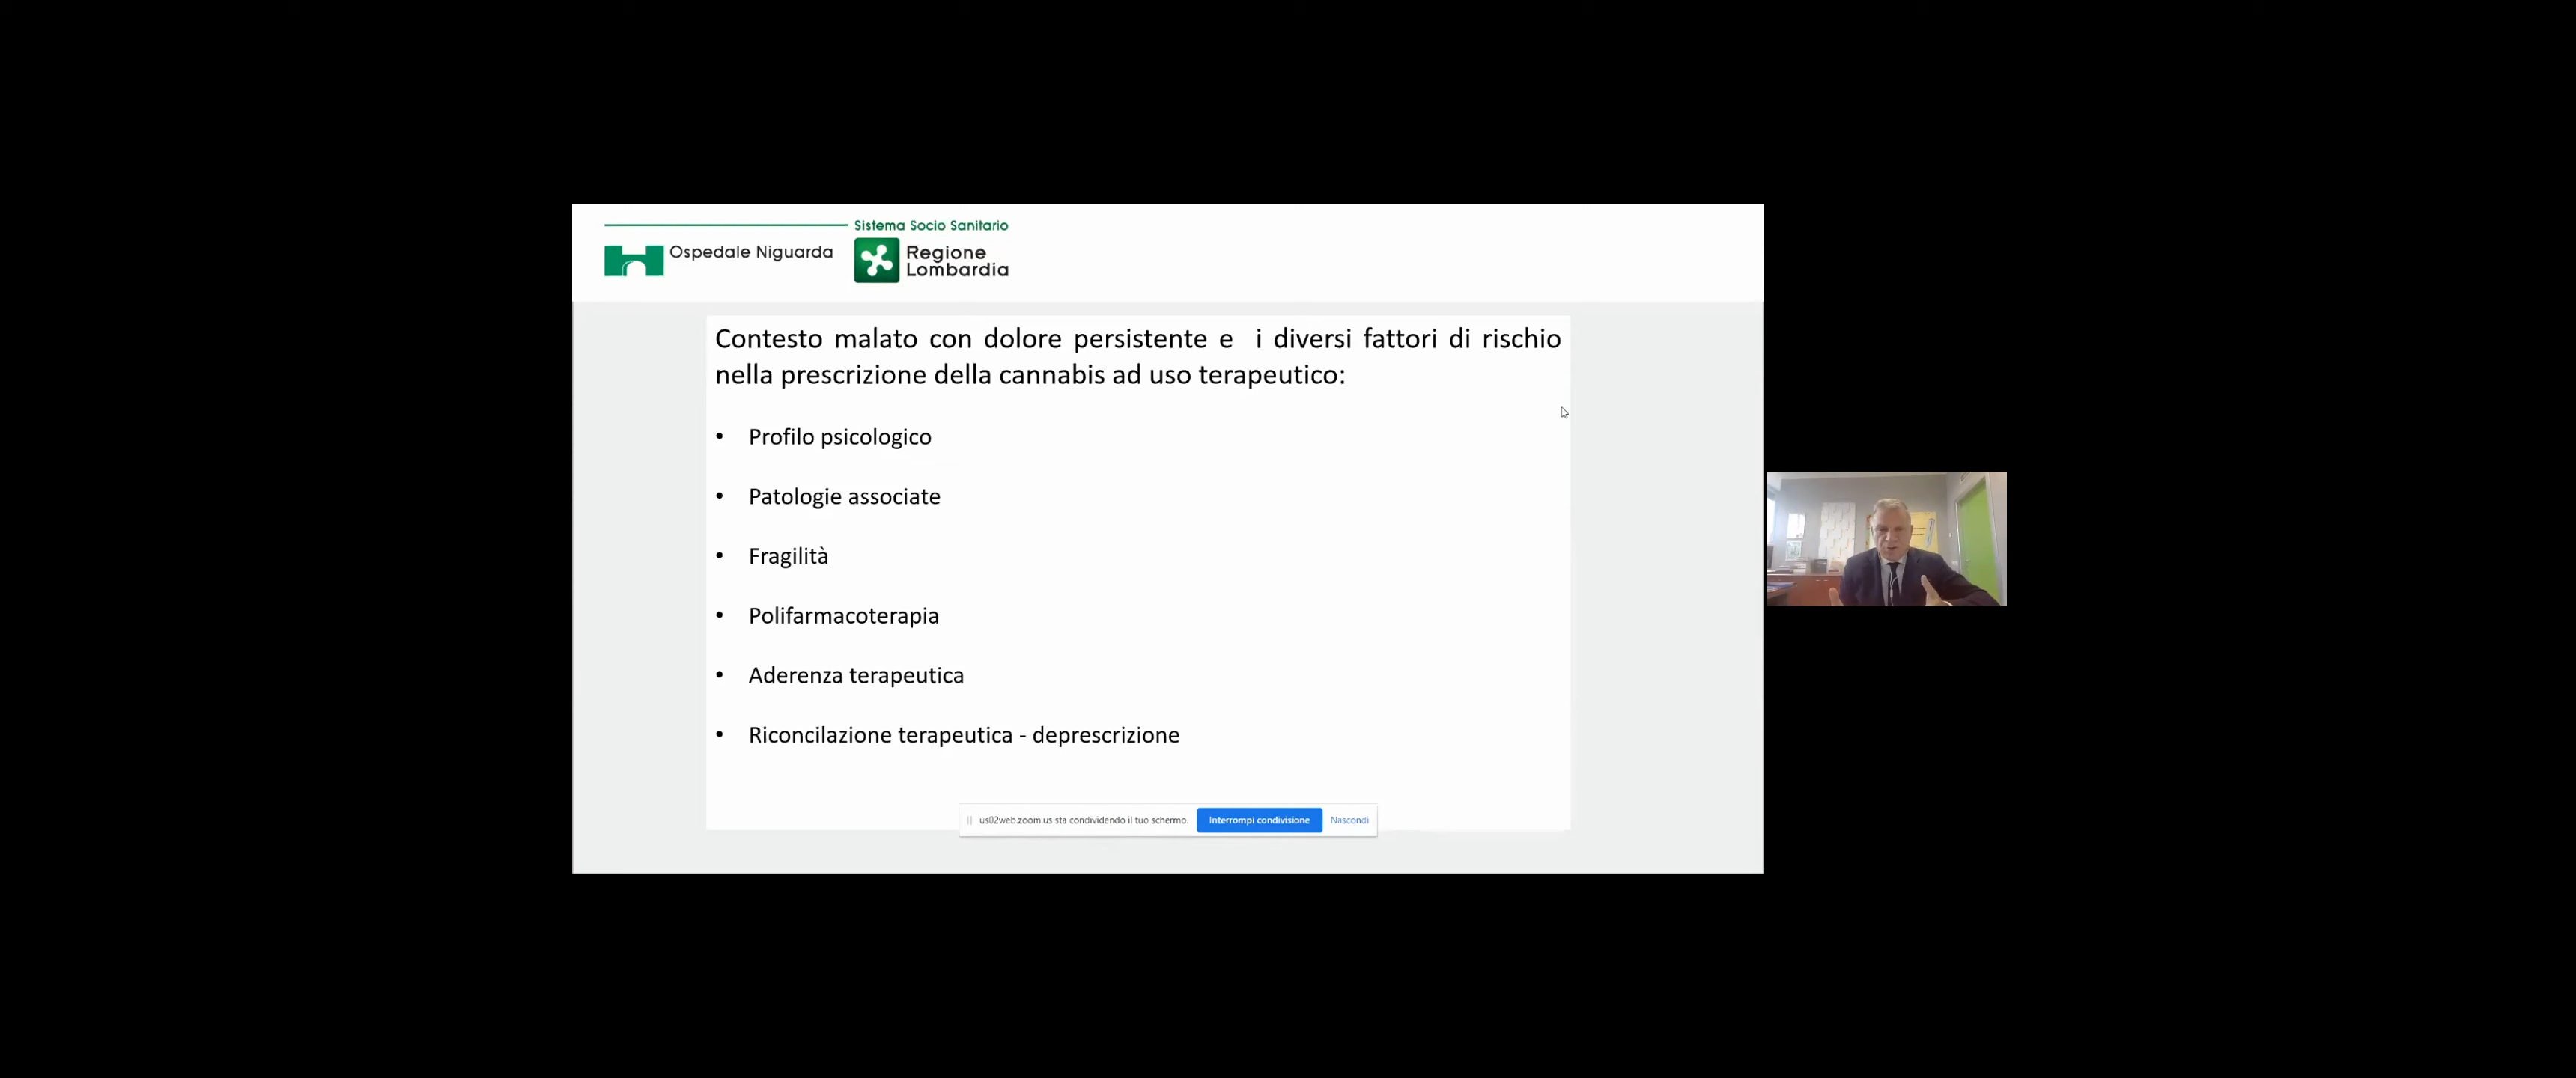 Sistema Socio Sanitario
Ospedale Niguarda
Regione
Lombardia
Contesto malato con dolore persistente e i diversi fattori di rischio
nella prescrizione della cannabis ad uso terapeutico:
• Profilo psicologico
• Patologie associate
• Fragilità
• Polifarmacoterapia
• Aderenza terapeutica
• Riconcilazione terapeutica - deprescrizione
us02web.zoom.us sta condividendo il tuo schermo. Interrompi condivisione Nascondi